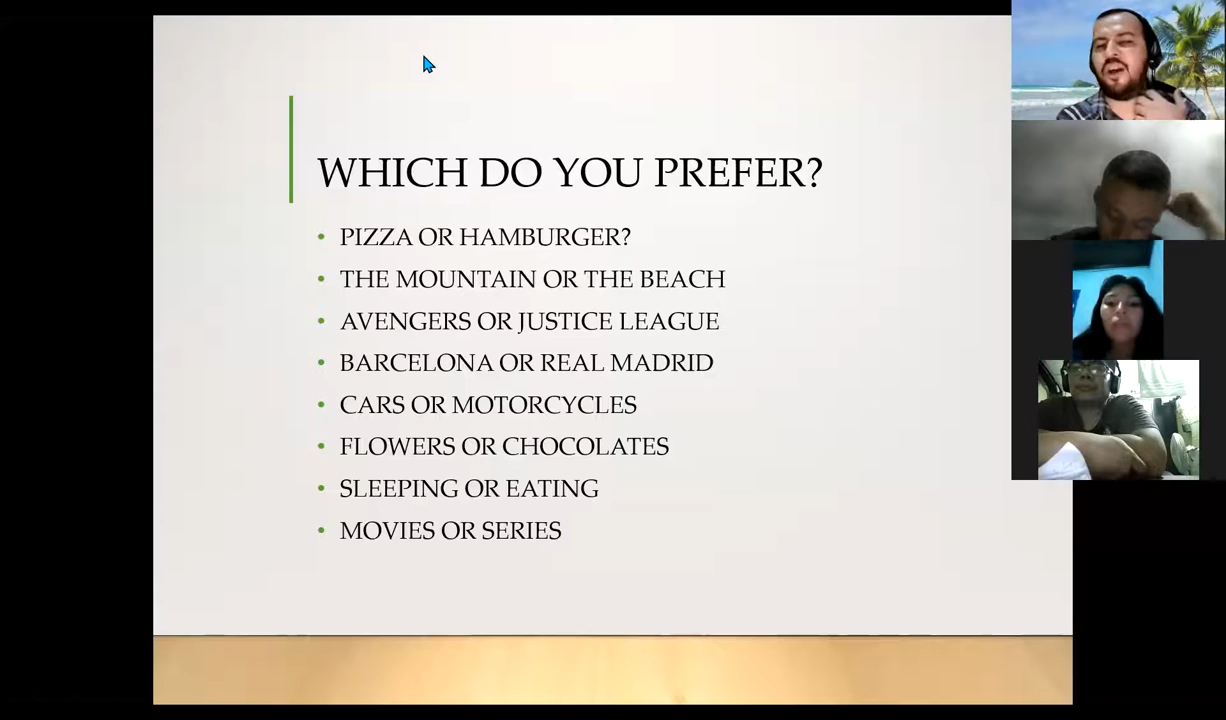 WHICH DO YOU PREFER?
• PIZZA OR HAMBURGER?
• THE MOUNTAIN OR THE BEACH
• AVENGERS OR JUSTICE LEAGUE
• BARCELONA OR REAL MADRID
• CARS OR MOTORCYCLES
• FLOWERS OR CHOCOLATES
• SLEEPING OR EATING
• MOVIES OR SERIES